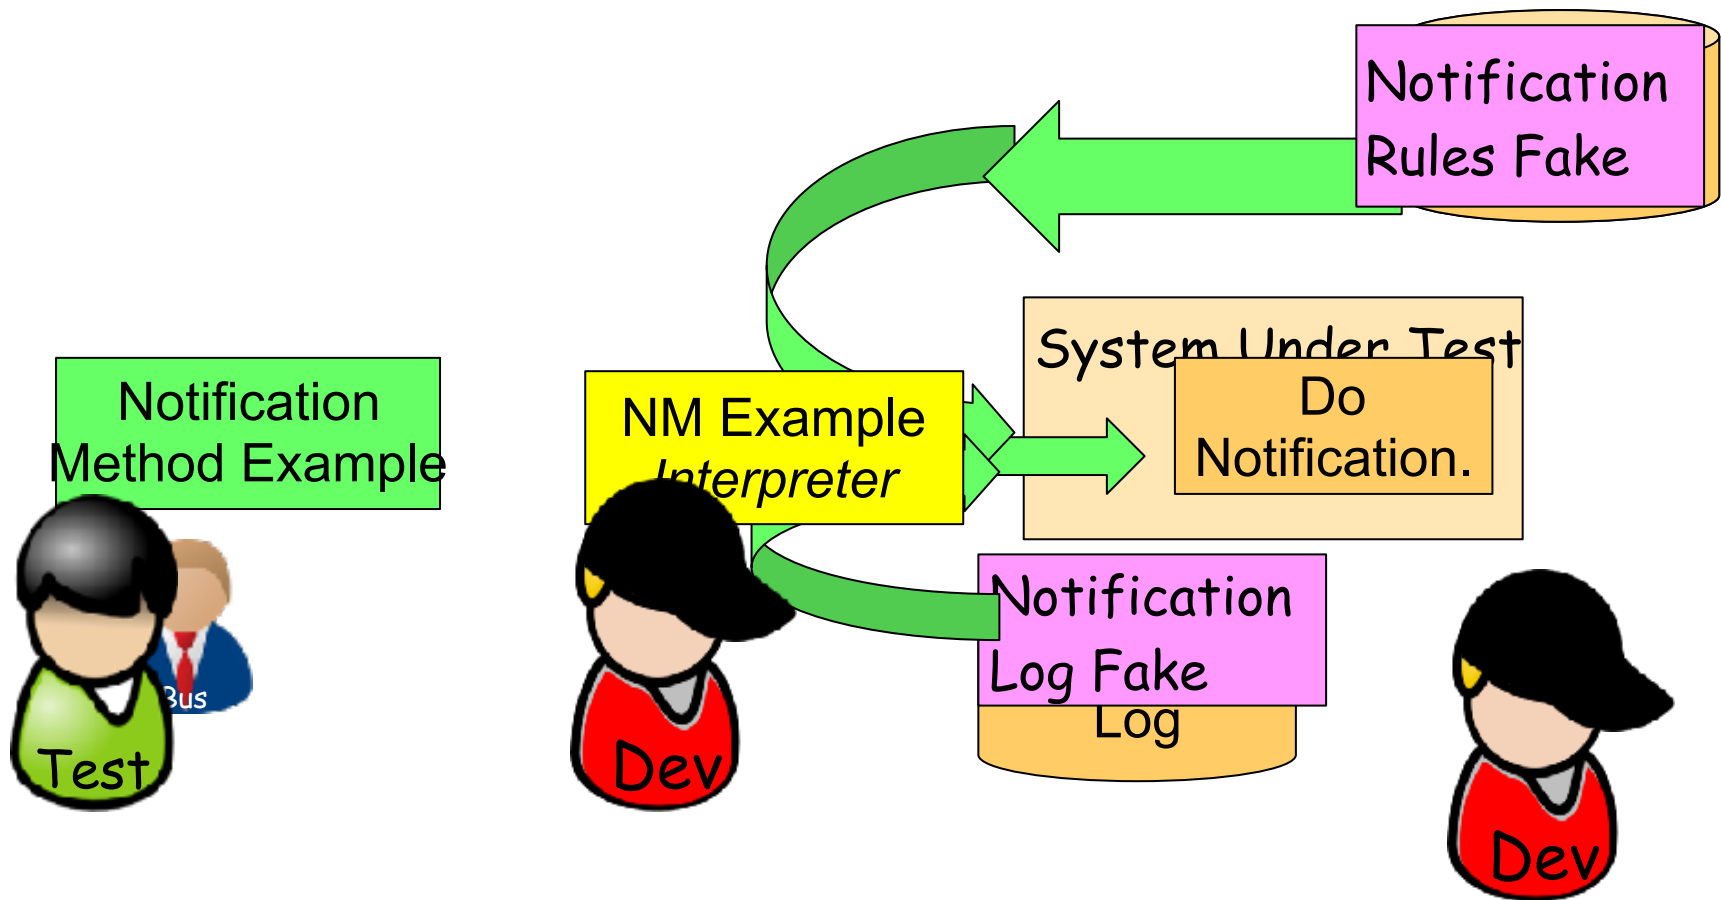 Notification
Rules Fake
System Under Test
Do
Notification.
Notification
Method Example
NM Example
Interpreter
Notification
Log Fake
Log
Bus
Test
Dev
Dev